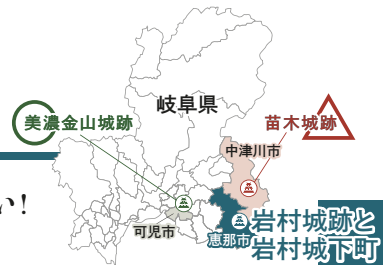 岐阜県
美濃金山城跡
苗木城跡
中津川市
い!
可児市
恵那市
岩村城跡と
岩村城下町